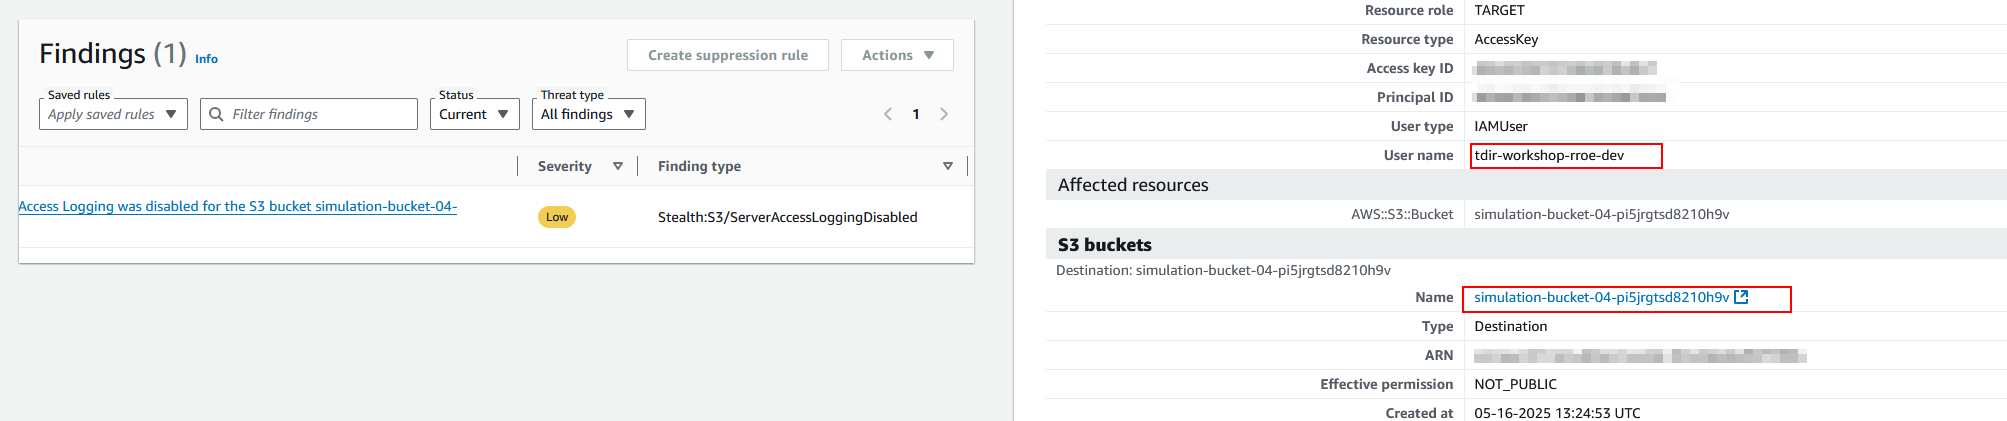 Findings (1) Info
Create suppression rule
Actions
Saved rules
Apply saved rules
Filter findings
Status
Current
Threat type
All findings
1
Severity
Finding type
Access Logging was disabled for the S3 bucket simulation-bucket-04-
Low
Stealth:S3/ServerAccessLoggingDisabled
Resource role TARGET
Resource type AccessKey
Access key ID
Principal ID
User type IAMUser
User name tdir-workshop-rroe-dev
Affected resources
AWS::S3::Bucket simulation-bucket-04-pi5jrgtsd8210h9v
S3 buckets
Destination: simulation-bucket-04-pi5jrgtsd8210h9v
Name simulation-bucket-04-pi5jrgtsd8210h9v
Type Destination
ARN
Effective permission NOT_PUBLIC
Created at 05-16-2025 13:24:53 UTC